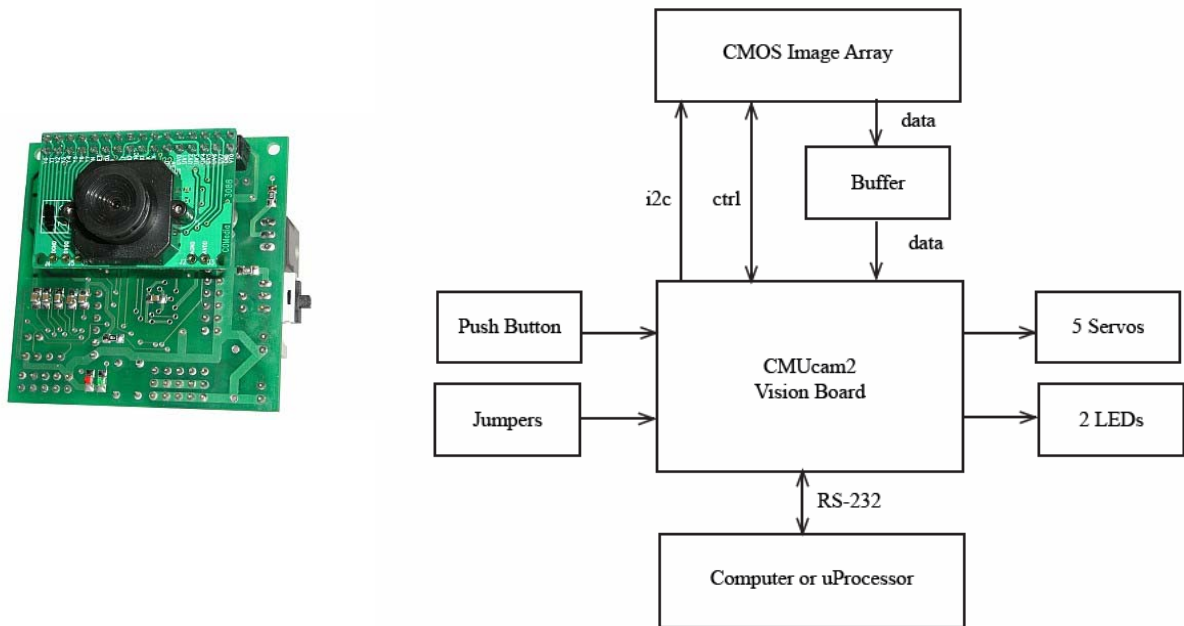 CMOS Image Array
data
i2c
ctrl
Buffer
data
Push Button
CMUcam2
Vision Board
5 Servos
Jumpers
2 LEDs
RS-232
Computer or uProcessor